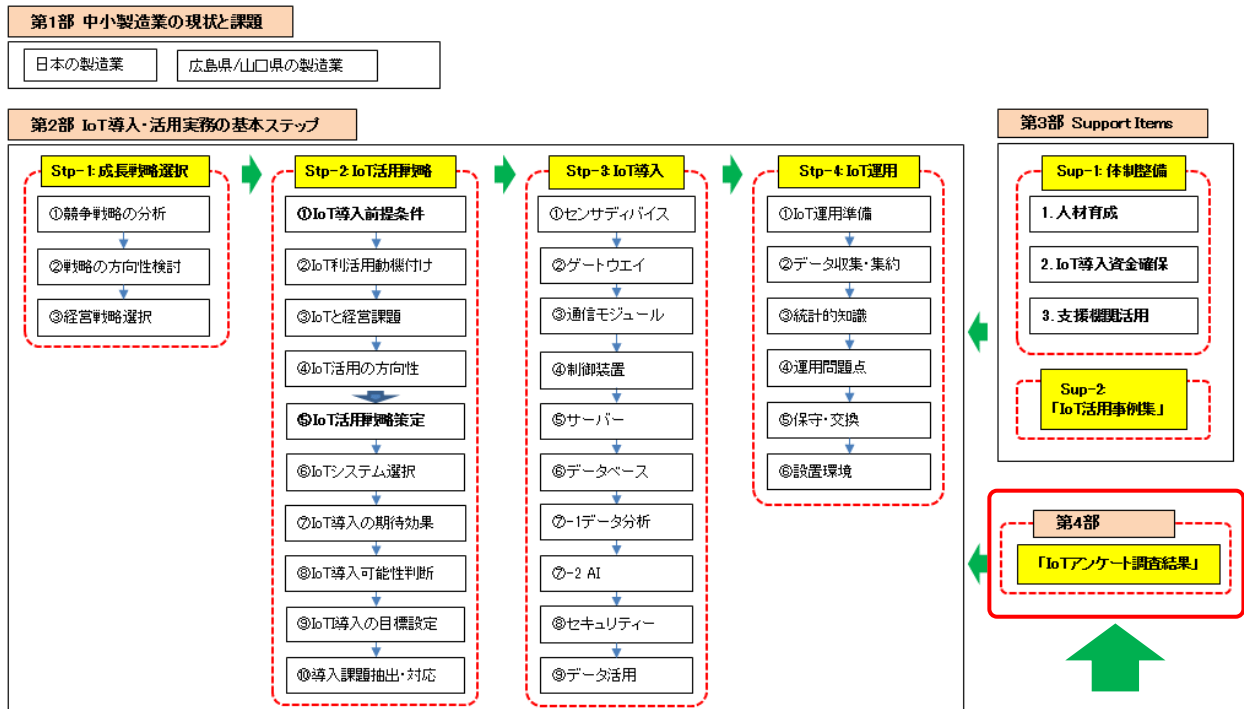 第1部 中小製造業の現状と課題
日本の製造業
広島県/山口県の製造業
第2部 IoT導入・活用実務の基本ステップ
Stp-1:成長戦略選択
①競争戦略の分析
②戦略の方向性検討
③経営戦略選択
Stp-2:IoT活用戦略
①IoT導入前提条件
②IoT利活用動機付け
③IoTと経営課題
④IoT活用の方向性
⑤IoT活用戦略策定
⑥IoTシステム選択
⑦IoT導入の期待効果
⑧IoT導入可能性判断
⑨IoT導入の目標設定
⑩導入課題抽出・対応
Stp-3:IoT導入
①センサディバイス
②ゲートウエイ
③通信モジュール
④制御装置
⑤サーバー
⑥データベース
⑦-1データ分析
⑦-2 AI
⑧セキュリティー
⑨データ活用
Stp-4:IoT運用
①IoT運用準備
②データ収集・集約
③統計的知識
④運用問題点
⑤保守・交換
⑥設置環境
第3部 Support Items
Sup-1:体制整備
1.人材育成
2.IoT導入資金確保
3.支援機関活用
Sup-2:
「IoT活用事例集」
第4部
「IoTアンケート調査結果」